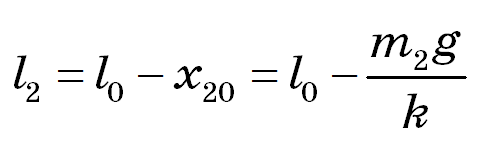 l₂ = l₀ − x₂₀ = l₀ − m₂g/k